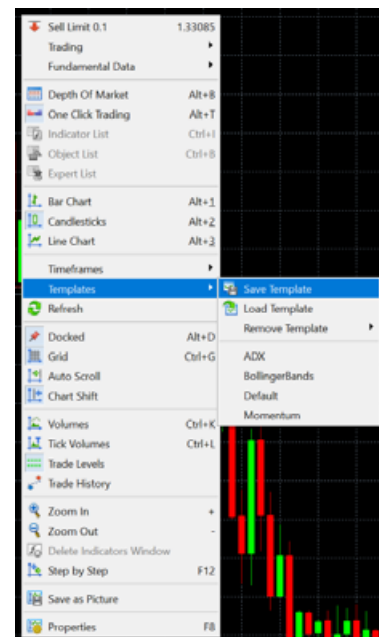 Sell Limit 0.1 1.33085
Trading
Fundamental Data
Depth Of Market Alt+B
One Click Trading Alt+T
Indicator List Ctrl+I
Object List Ctrl+B
Expert List
Bar Chart Alt+1
Candlesticks Alt+2
Line Chart Alt+3
Timeframes
Templates
Refresh
Docked Alt+D
Grid Ctrl+G
Auto Scroll
Chart Shift
Volumes Ctrl+K
Tick Volumes Ctrl+L
Trade Levels
Trade History
Zoom In +
Zoom Out -
Delete Indicators Window
Step by Step F12
Save as Picture
Properties F8
Save Template
Load Template
Remove Template
ADX
BollingerBands
Default
Momentum